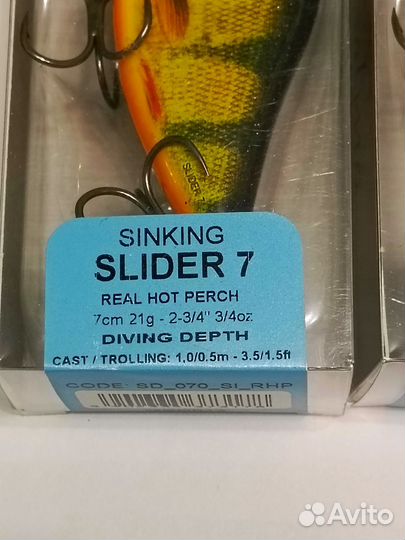 SLIDER 7
SINKING
SLIDER 7
REAL HOT PERCH
7cm 21g - 2-3/4" 3/4oz
DIVING DEPTH
CAST / TROLLING: 1,0/0.5m - 3.5/1.5ft
CODE: SD_070_SI_RHP
Avito